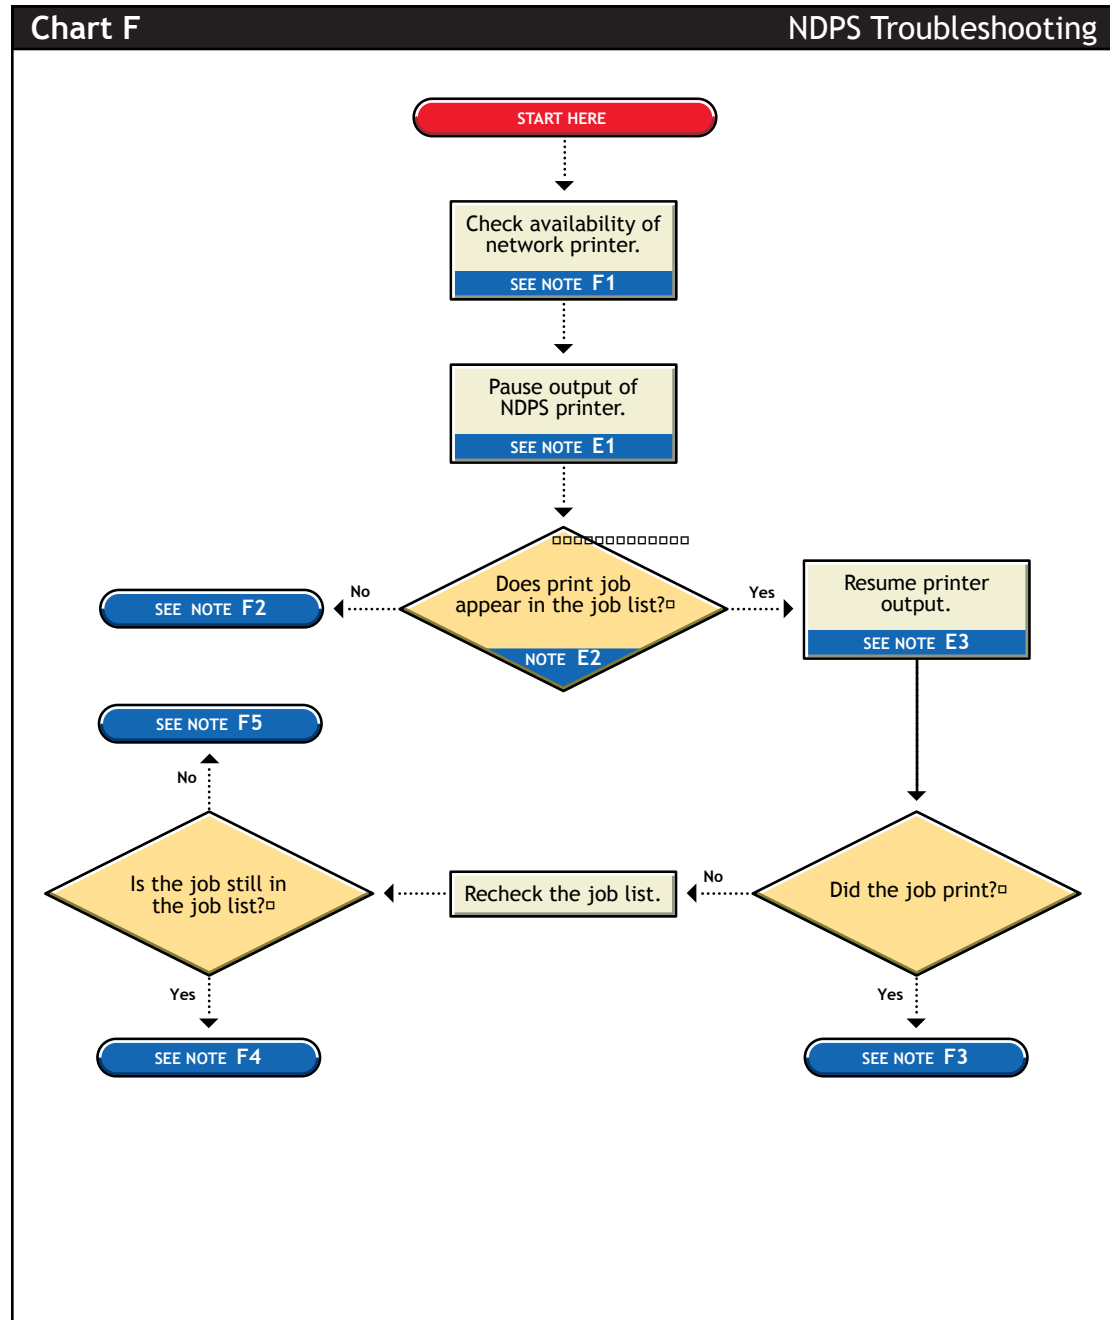 Chart F
NDPS Troubleshooting
START HERE
Check availability of
network printer.
SEE NOTE F1
Pause output of
NDPS printer.
SEE NOTE E1
Does print job
appear in the job list?
NOTE E2
No
SEE NOTE F2
Yes
Resume printer
output.
SEE NOTE E3
Did the job print?
No
Recheck the job list.
Is the job still in
the job list?
No
SEE NOTE F5
Yes
SEE NOTE F4
Yes
SEE NOTE F3